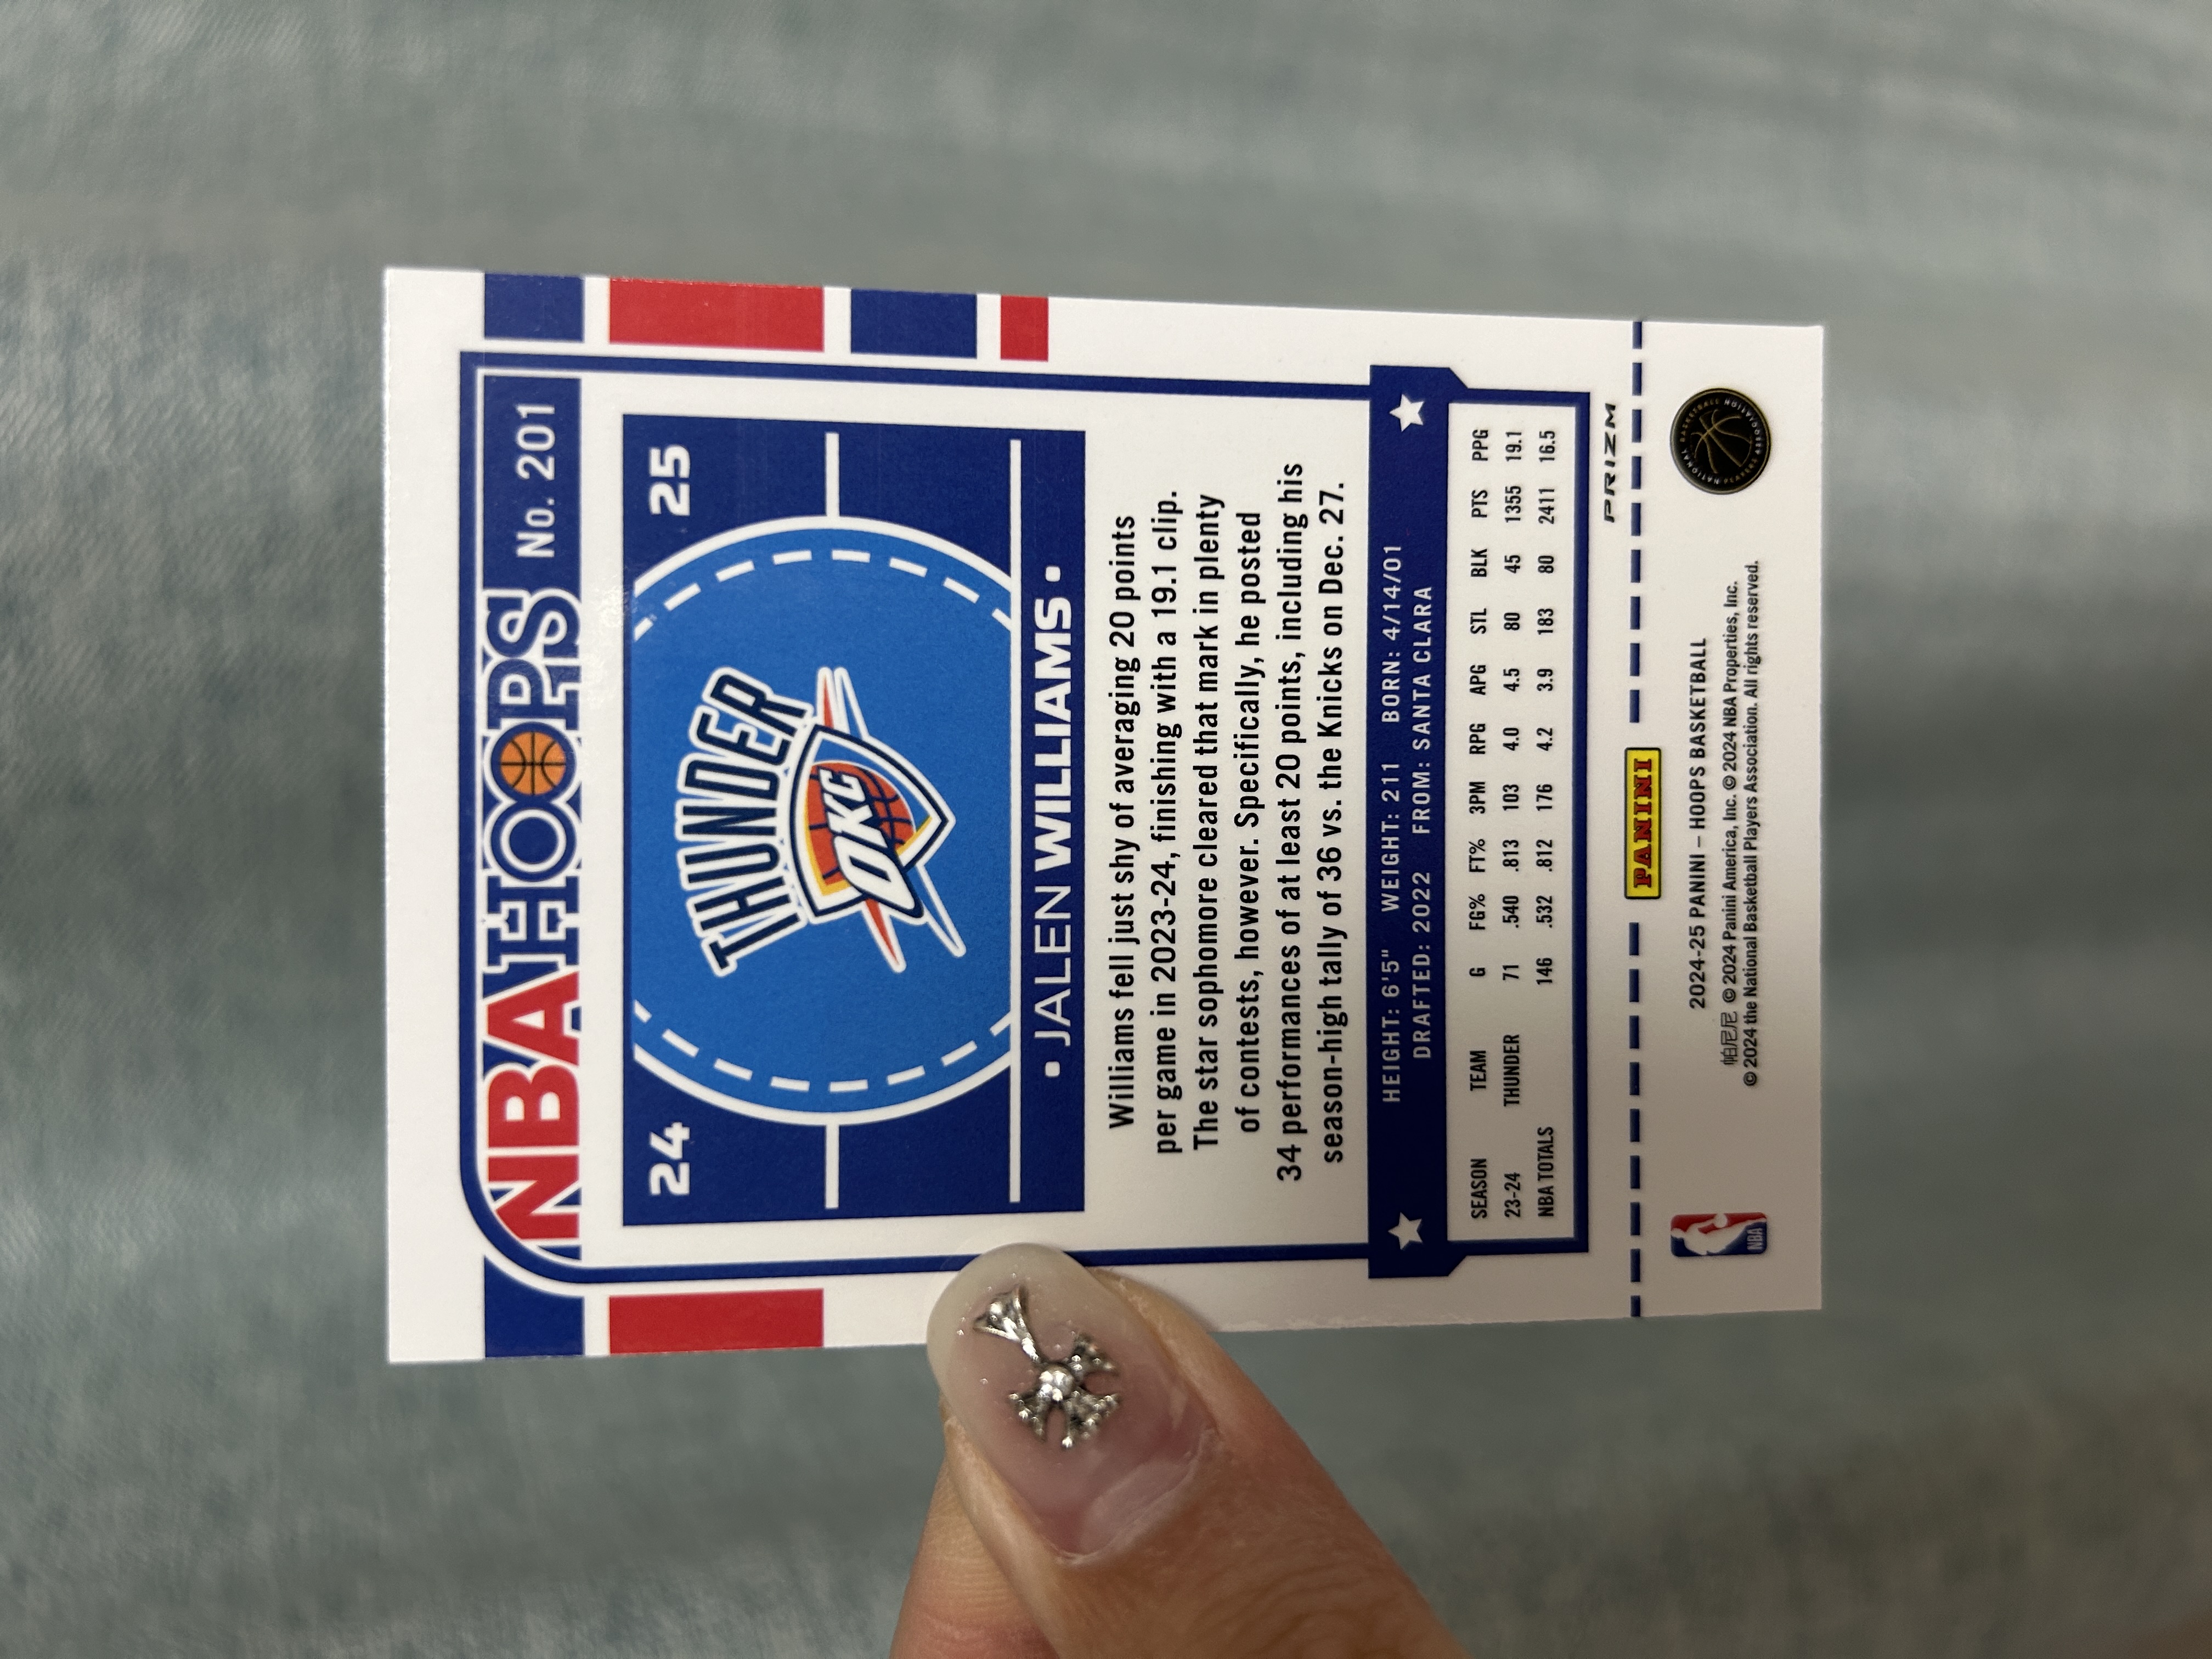 NBA HOOPS No. 201
24 25
THUNDER
OKC
• JALEN WILLIAMS •
Williams fell just shy of averaging 20 points
per game in 2023-24, finishing with a 19.1 clip.
The star sophomore cleared that mark in plenty
of contests, however. Specifically, he posted
34 performances of at least 20 points, including his
season-high tally of 36 vs. the Knicks on Dec. 27.
HEIGHT: 6'5" WEIGHT: 211 BORN: 4/14/01
DRAFTED: 2022 FROM: SANTA CLARA
SEASON TEAM G FG% FT% 3PM RPG APG STL BLK PTS PPG
23-24 THUNDER 71 .540 .813 103 4.0 4.5 80 45 1355 19.1
NBA TOTALS 146 .532 .812 176 4.2 3.9 183 80 2411 16.5
PRIZM
PANINI
2024-25 PANINI – HOOPS BASKETBALL
帕尼尼 © 2024 Panini America, Inc. © 2024 NBA Properties, Inc.
© 2024 the National Basketball Players Association. All rights reserved.
NBA
NATIONAL BASKETBALL PLAYERS ASSOCIATION